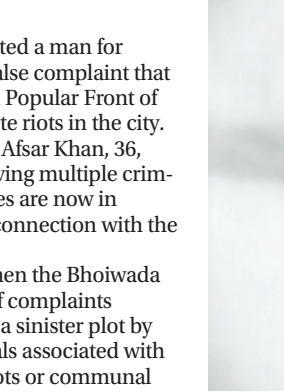 ted a man for
alse complaint that
Popular Front of
te riots in the city.
Afsar Khan, 36,
ving multiple crim-
es are now in
connection with the
hen the Bhoiwada
f complaints
a sinister plot by
als associated with
ots or communal